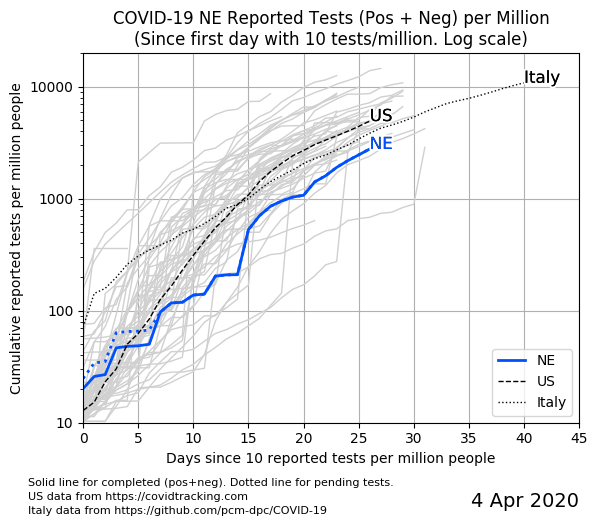 COVID-19 NE Reported Tests (Pos + Neg) per Million
(Since first day with 10 tests/million. Log scale)
Cumulative reported tests per million people
10000
1000
100
10
Italy
US
NE
NE
US
Italy
0 5 10 15 20 25 30 35 40 45
Days since 10 reported tests per million people
Solid line for completed (pos+neg). Dotted line for pending tests.
US data from https://covidtracking.com
Italy data from https://github.com/pcm-dpc/COVID-19
4 Apr 2020